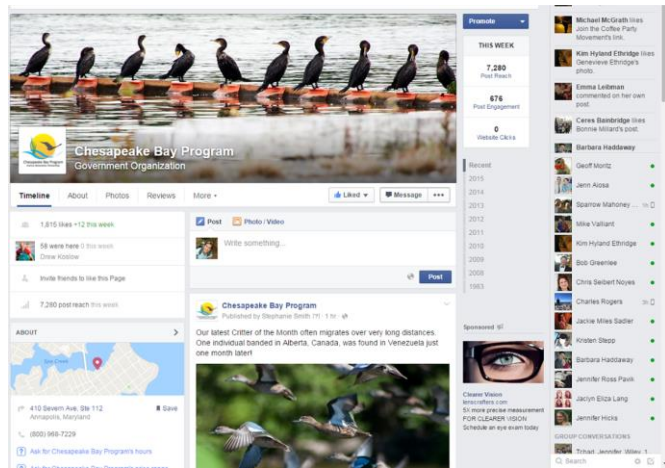 Chesapeake Bay Program
Government Organization
Timeline
About
Photos
Reviews
More
Liked
Message
1,815 likes +12 this week
58 were here 0 this week
Drew Koslow
Invite friends to like this Page
7,280 post reach this week
ABOUT
410 Severn Ave, Ste 112
Annapolis, Maryland
Save
(800) 968-7229
Ask for Chesapeake Bay Program's hours
Post
Photo / Video
Write something...
Post
Chesapeake Bay Program
Published by Stephanie Smith [?] · 1 hr
Our latest Critter of the Month often migrates over very long distances.
One individual banded in Alberta, Canada, was found in Venezuela just
one month later!
Promote
THIS WEEK
7,280
Post Reach
676
Post Engagement
0
Website Clicks
Recent
2015
2014
2013
2012
2011
2010
2009
2008
1983
Sponsored
Clearer Vision
lenscrafters.com
5X more precise measurement
FOR CLEARER VISION
Schedule an eye exam today
Michael McGrath likes
Join the Coffee Party
Movement's link.
Kim Hyland Ethridge likes
Genevieve Ethridge's
photo.
Emma Leibman
commented on her own
post.
Ceres Bainbridge likes
Bonnie Millard's post.
Barbara Haddaway
Geoff Moritz
Jenn Aiosa
Sparrow Mahoney
Mike Valliant
Kim Hyland Ethridge
Bob Greenlee
Chris Seibert Noyes
Charles Rogers
Jackie Miles Sadler
Kristen Stepp
Barbara Haddaway
Jennifer Ross Pavik
Jaclyn Eliza Lang
Jennifer Hicks
GROUP CONVERSATIONS
Search